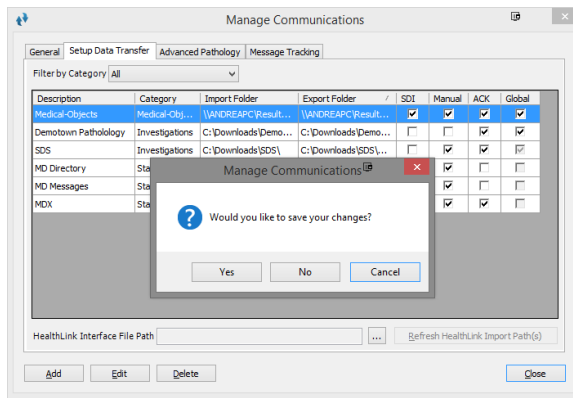 Manage Communications
General Setup Data Transfer Advanced Pathology Message Tracking
Filter by Category All
Description Category Import Folder Export Folder SDI Manual ACK Global
Medical-Objects Medical-Obj... \\ANDREAPC\Result... \\ANDREAPC\Result...
Demotown Patholology Investigations C:\Downloads\Demo... C:\Downloads\Demo...
SDS Investigations C:\Downloads\SDS\ C:\Downloads\SDS\...
MD Directory Sta
MD Messages Sta
MDX Sta
Manage Communications
Would you like to save your changes?
Yes No Cancel
HealthLink Interface File Path ... Refresh HealthLink Import Path(s)
Add Edit Delete Close